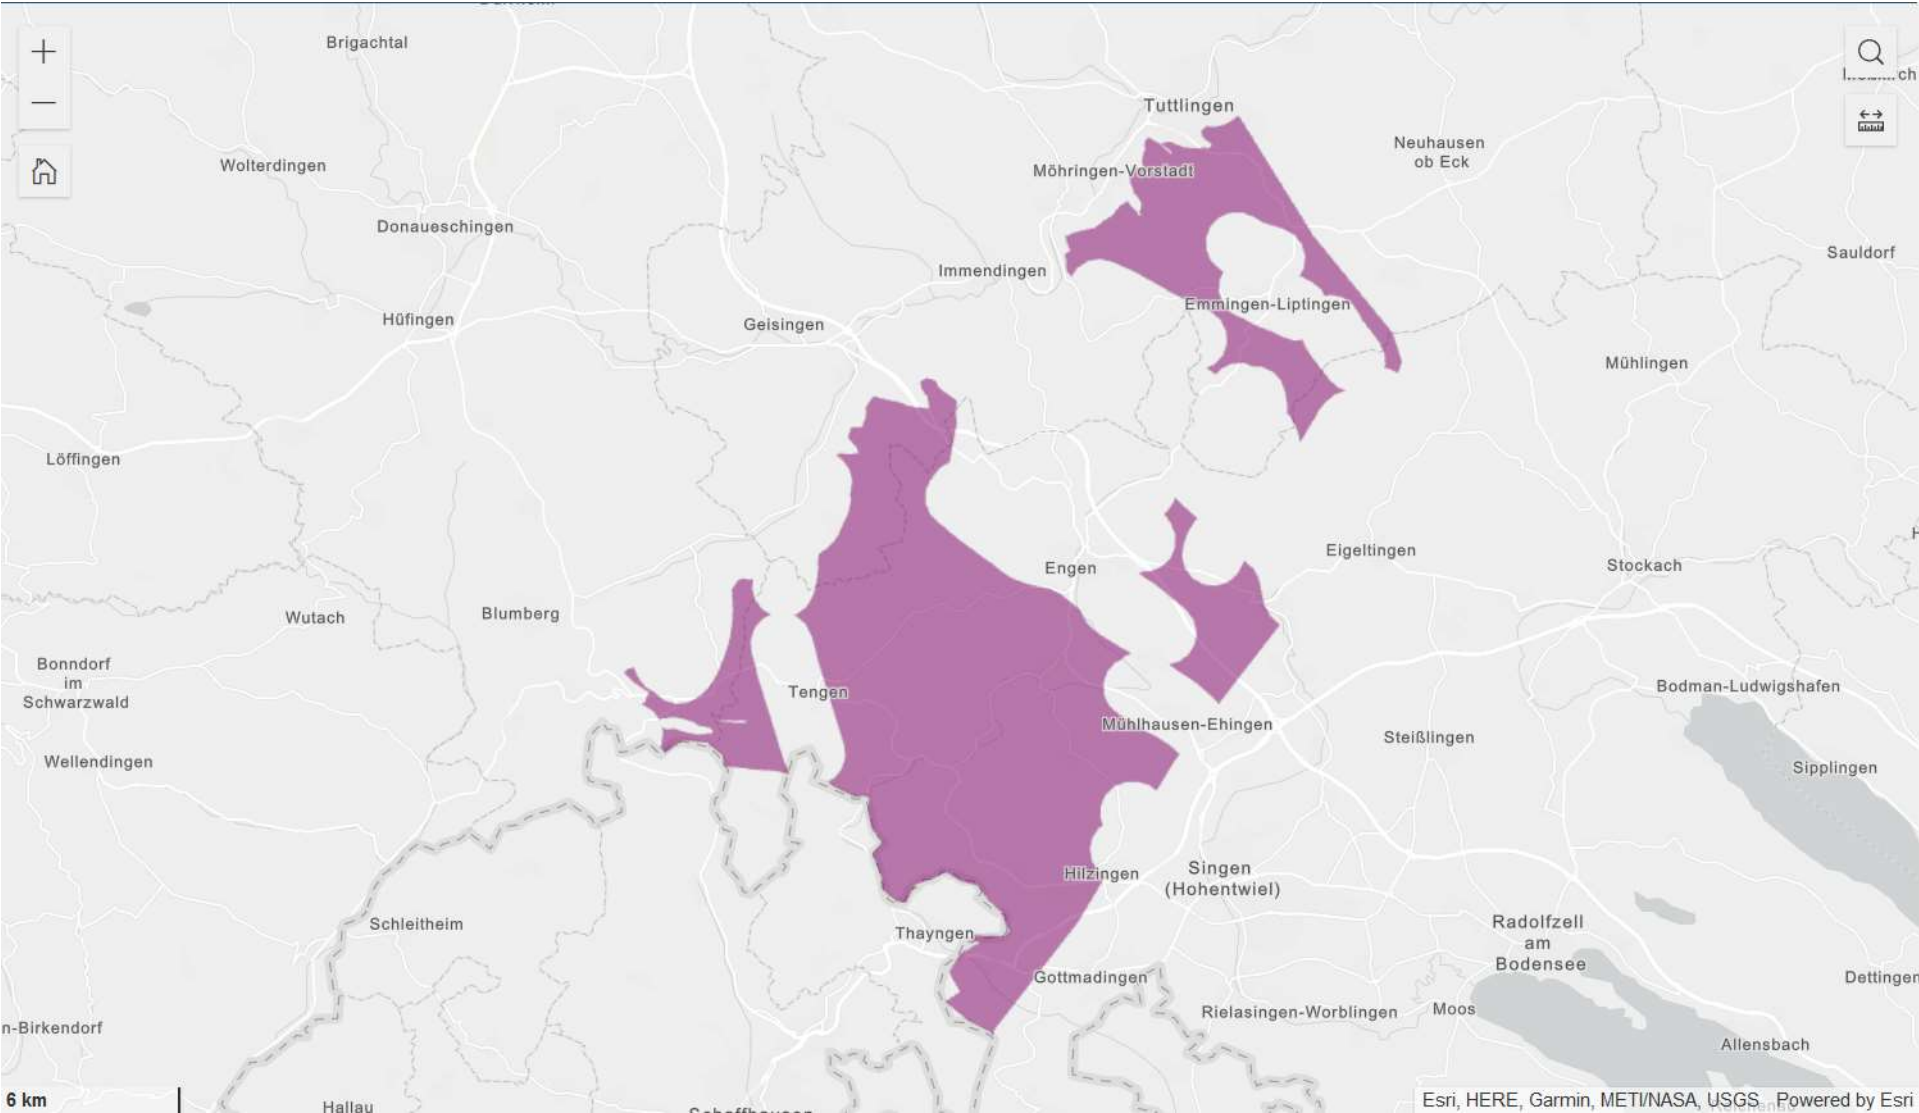 Brigachtal
Tuttlingen
Neuhausen
ob Eck
Wolterdingen
Möhringen-Vorstadt
Donaueschingen
Sauldorf
Immendingen
Emmingen-Liptingen
Hüfingen
Geisingen
Mühlingen
Löffingen
Eigeltingen
Engen
Stockach
Wutach
Blumberg
Bonndorf
im
Schwarzwald
Tengen
Bodman-Ludwigshafen
Mühlhausen-Ehingen
Steißlingen
Wellendingen
Sipplingen
Hilzingen
Singen
(Hohentwiel)
Schleitheim
Radolfzell
am
Bodensee
Thayngen
Gottmadingen
Dettingen
Rielasingen-Worblingen
Moos
n-Birkendorf
Allensbach
6 km
Hallau
Esri, HERE, Garmin, METI/NASA, USGS
Powered by Esri